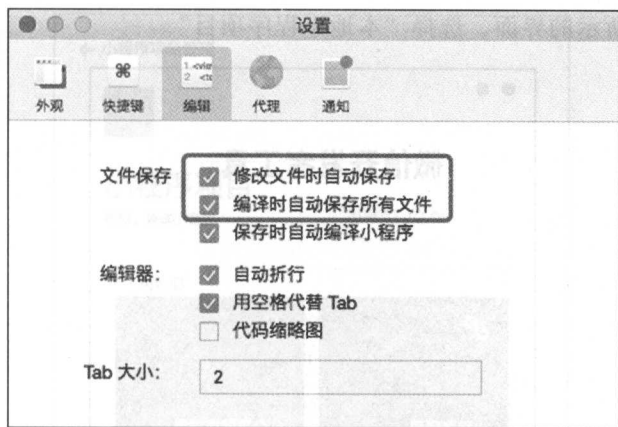 设置
外观
快捷键
编辑
代理
通知
文件保存
修改文件时自动保存
编译时自动保存所有文件
保存时自动编译小程序
编辑器：
自动折行
用空格代替 Tab
代码缩略图
Tab 大小：
2